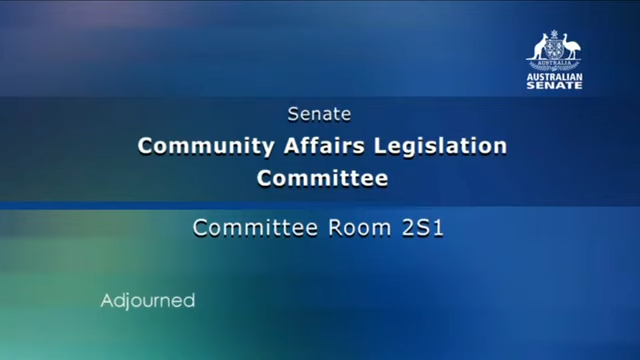 AUSTRALIA
AUSTRALIAN
SENATE
Senate
Community Affairs Legislation
Committee
Committee Room 2S1
Adjourned